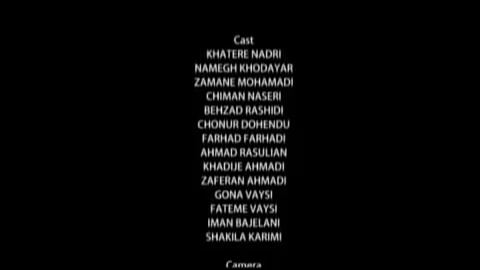 Cast
KHATERE NADRI
NAMEGH KHODAYAR
ZAMANE MOHAMADI
CHIMAN NASERI
BEHZAD RASHIDI
CHONUR DOHENDU
FARHAD FARHADI
AHMAD RASULIAN
KHADIJE AHMADI
ZAFERAN AHMADI
GONA VAYSI
FATEME VAYSI
IMAN BAJELANI
SHAKILA KARIMI
Camera